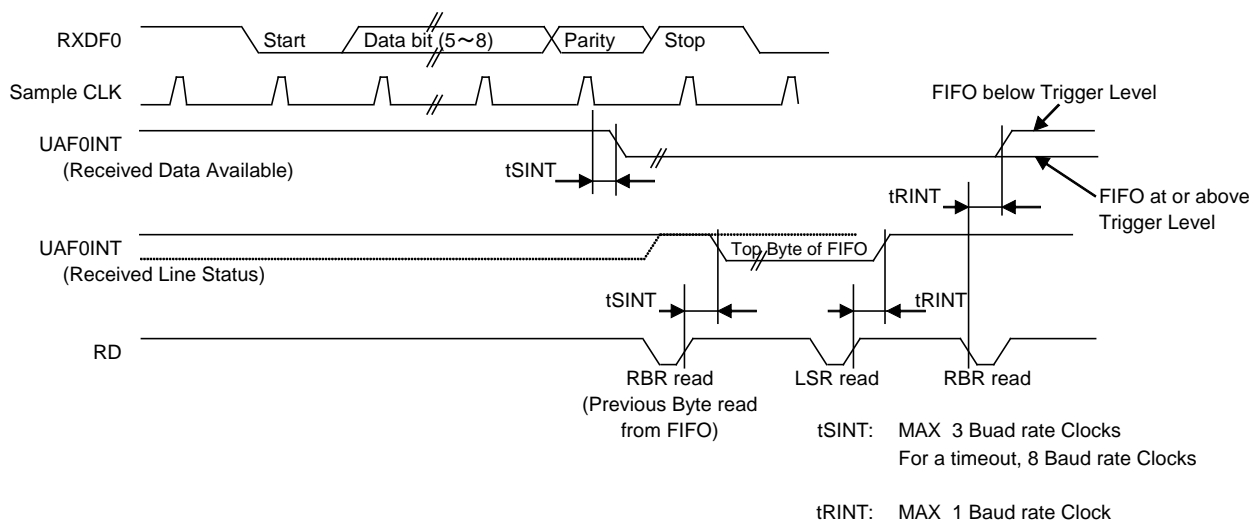 RXDF0
Start
Data bit (5～8)
Parity
Stop
Sample CLK
FIFO below Trigger Level
UAF0INT
(Received Data Available)
tSINT
tRINT
FIFO at or above
Trigger Level
UAF0INT
(Received Line Status)
Top Byte of FIFO
tSINT
tRINT
RD
RBR read
(Previous Byte read
from FIFO)
LSR read
RBR read
tSINT: MAX 3 Buad rate Clocks
For a timeout, 8 Baud rate Clocks
tRINT: MAX 1 Baud rate Clock